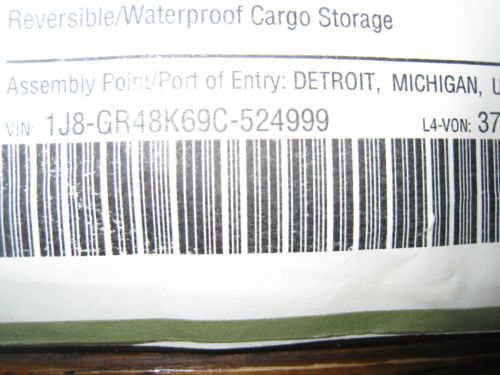 Reversible/Waterproof Cargo Storage
Assembly Point/Port of Entry: DETROIT, MICHIGAN, U
VIN: 1J8-GR48K69C-524999 L4-VON: 37